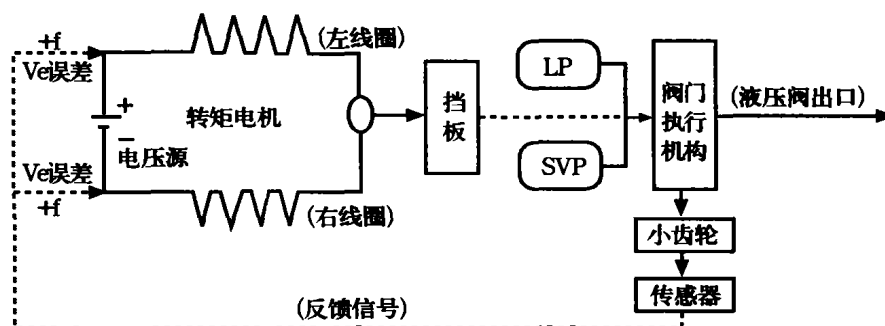 +f
(左线圈)
Ve误差
+
转矩电机
−
电压源
Ve误差
+f
(右线圈)
挡板
LP
SVP
阀门执行机构
(液压阀出口)
小齿轮
传感器
(反馈信号)